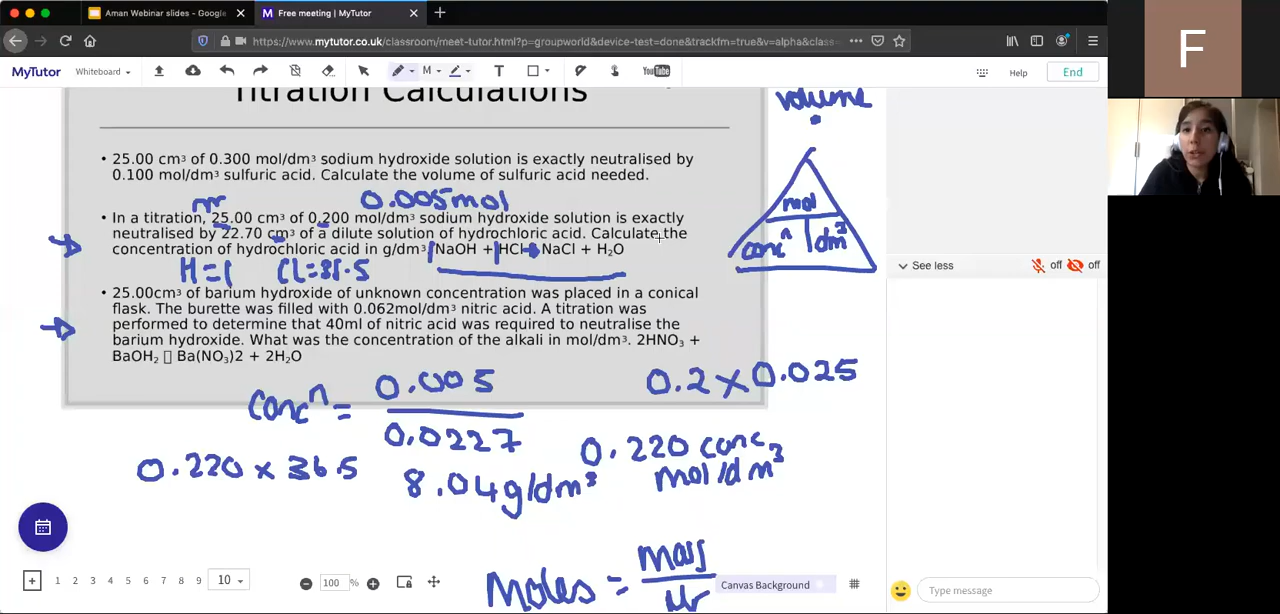 Aman Webinar slides - Google
Free meeting | MyTutor
https://www.mytutor.co.uk/classroom/meet-tutor.html?p=groupworld&device-test=done&trackfm=true&v=alpha&class
MyTutor
Whiteboard
M
T
YouTube
Help
End
Titration Calculations
volume
• 25.00 cm³ of 0.300 mol/dm³ sodium hydroxide solution is exactly neutralised by
0.100 mol/dm³ sulfuric acid. Calculate the volume of sulfuric acid needed.
0.005mol
• In a titration, 25.00 cm³ of 0.200 mol/dm³ sodium hydroxide solution is exactly
neutralised by 22.70 cm³ of a dilute solution of hydrochloric acid. Calculate the
concentration of hydrochloric acid in g/dm³. NaOH + HCl → NaCl + H₂O
H=1 Cl=35.5
mol
concⁿ dm³
• 25.00cm³ of barium hydroxide of unknown concentration was placed in a conical
flask. The burette was filled with 0.062mol/dm³ nitric acid. A titration was
performed to determine that 40ml of nitric acid was required to neutralise the
barium hydroxide. What was the concentration of the alkali in mol/dm³. 2HNO₃ +
BaOH₂ ▯ Ba(NO₃)2 + 2H₂O
concⁿ = 0.005
0.0227
0.2 x 0.025
0.220 conc
mol/dm³
0.220 x 36.5
8.04g/dm³
Moles = Mass
Mr
F
See less
off off
1 2 3 4 5 6 7 8 9 10
100 %
Canvas Background
Type message